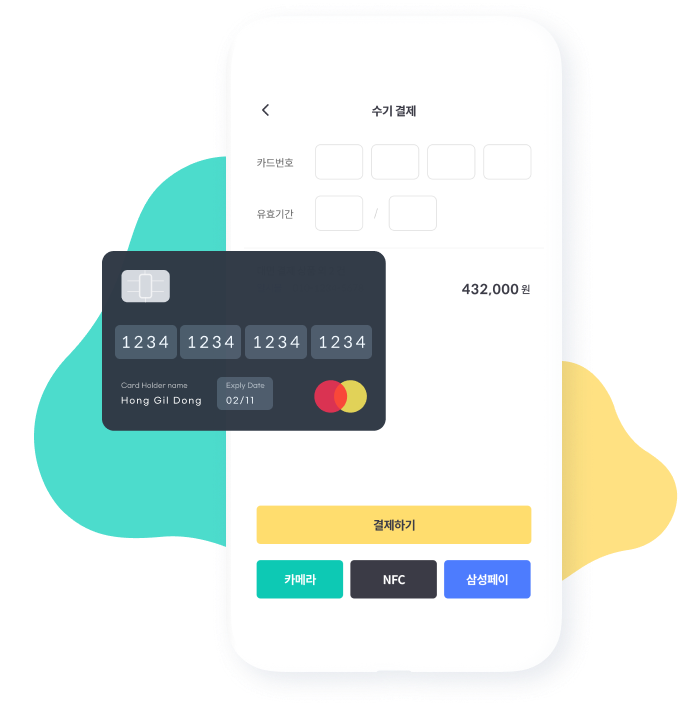 수기 결제
카드번호
유효기간 /
432,000 원
1234 1234 1234 1234
Card Holder name Exply Date
Hong Gil Dong 02/11
결제하기
카메라 NFC 삼성페이